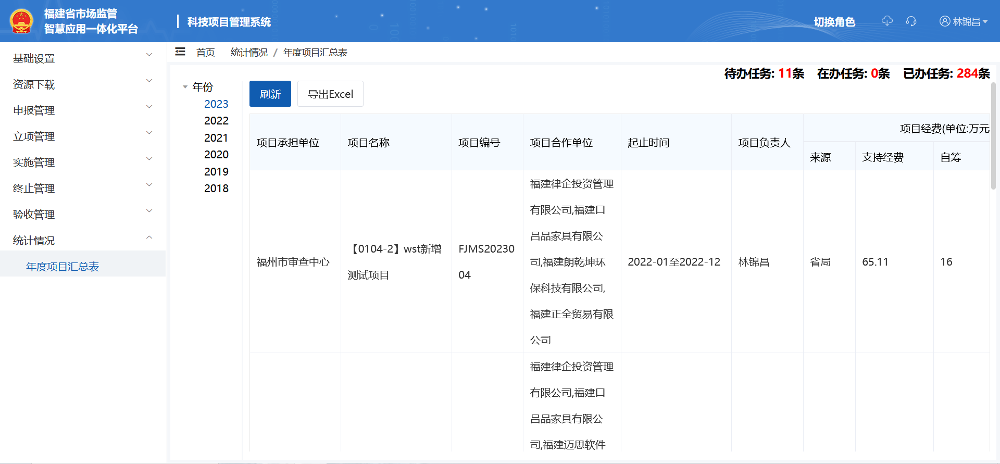 福建省市场监管
智慧应用一体化平台
科技项目管理系统
切换角色
林锦昌
基础设置
资源下载
申报管理
立项管理
实施管理
终止管理
验收管理
统计情况
年度项目汇总表
首页 统计情况 / 年度项目汇总表
待办任务: 11条 在办任务: 0条 已办任务: 284条
年份
2023
2022
2021
2020
2019
2018
刷新 导出Excel
项目承担单位 项目名称 项目编号 项目合作单位 起止时间 项目负责人 项目经费(单位:万元
来源 支持经费 自筹
福州市审查中心
【0104-2】wst新增
测试项目
FJMS20230
04
福建律企投资管理
有限公司,福建口
吕品家具有限公
司,福建朗乾坤环
保科技有限公司,
福建正全贸易有限
公司
2022-01至2022-12
林锦昌
省局
65.11
16
福建律企投资管理
有限公司,福建口
吕品家具有限公
司,福建迈思软件